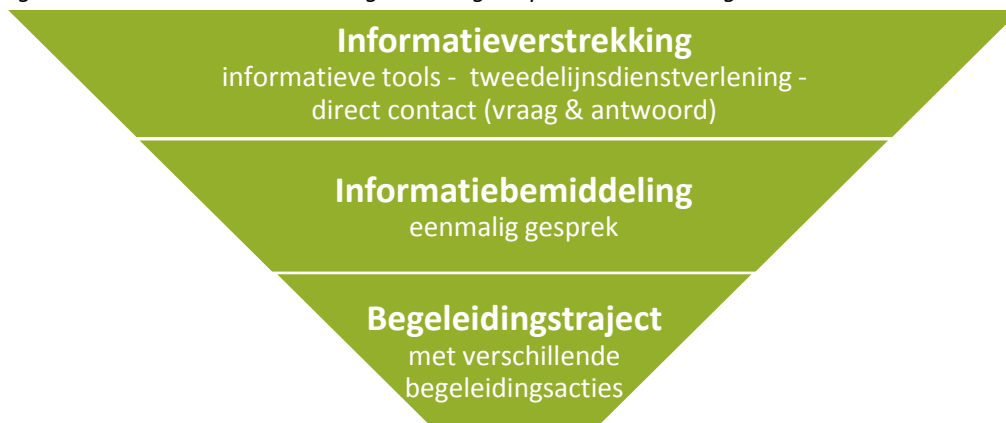 Informatieverstrekking
informatieve tools - tweedelijnsdienstverlening -
direct contact (vraag & antwoord)
Informatiebemiddeling
eenmalig gesprek
Begeleidingstraject
met verschillende
begeleidingsacties